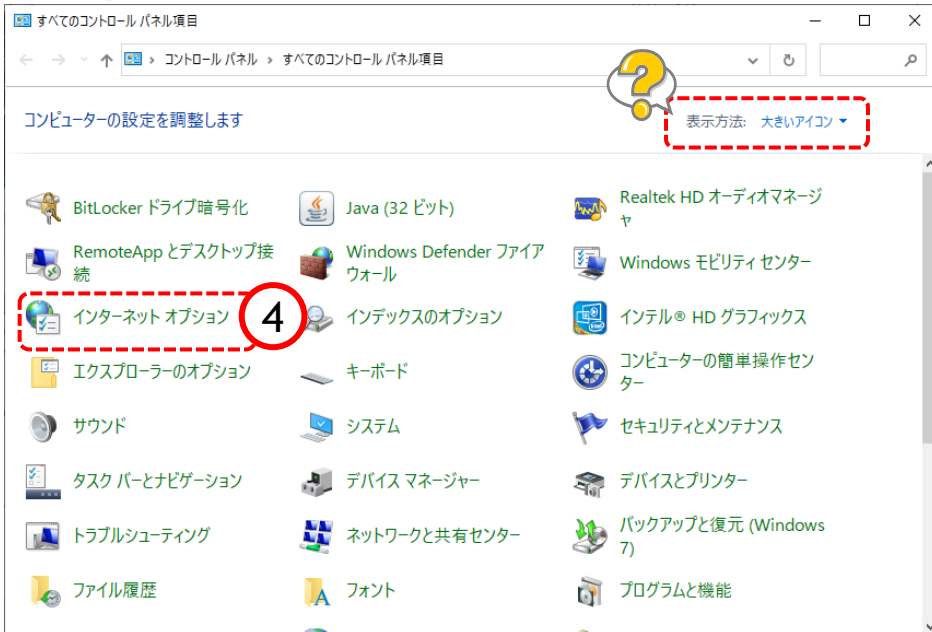 すべてのコントロール パネル項目
コントロール パネル › すべてのコントロール パネル項目
?
コンピューターの設定を調整します
表示方法: 大きいアイコン
BitLocker ドライブ暗号化
Java (32 ビット)
Realtek HD オーディオマネージ
ャ
RemoteApp とデスクトップ接
続
Windows Defender ファイア
ウォール
Windows モビリティ センター
インターネット オプション
4
インデックスのオプション
インテル® HD グラフィックス
エクスプローラーのオプション
キーボード
コンピューターの簡単操作セン
ター
サウンド
システム
セキュリティとメンテナンス
タスク バーとナビゲーション
デバイス マネージャー
デバイスとプリンター
トラブルシューティング
ネットワークと共有センター
バックアップと復元 (Windows
7)
ファイル履歴
フォント
プログラムと機能